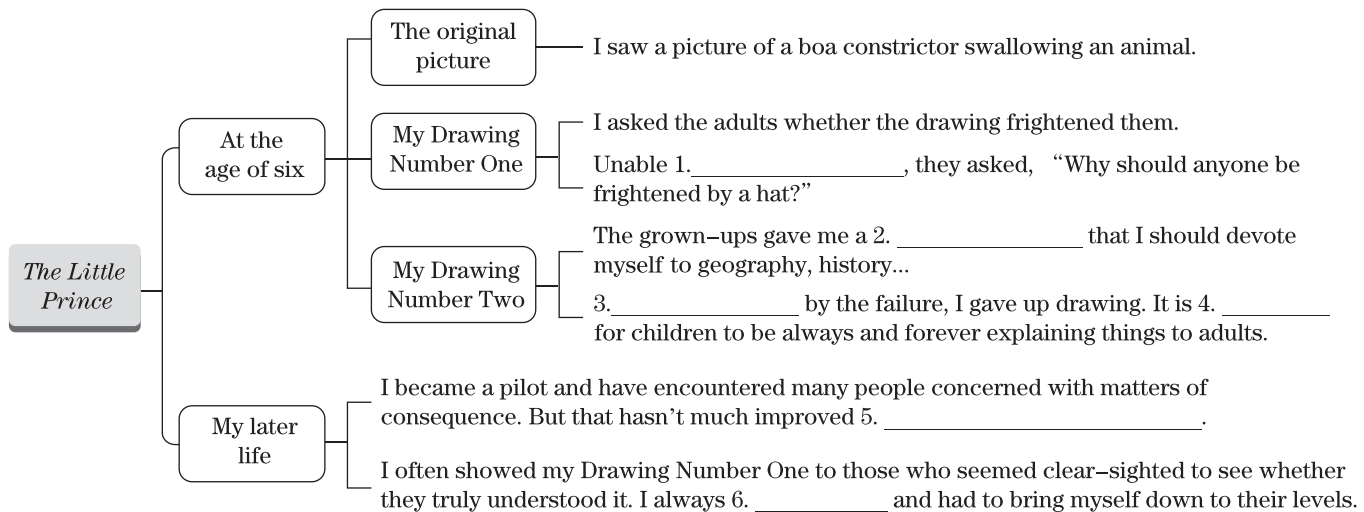 The Little
Prince
At the
age of six
The original
picture
I saw a picture of a boa constrictor swallowing an animal.
My Drawing
Number One
I asked the adults whether the drawing frightened them.
Unable 1.____________________, they asked, “Why should anyone be
frightened by a hat?”
My Drawing
Number Two
The grown–ups gave me a 2. __________________ that I should devote
myself to geography, history...
3.__________________ by the failure, I gave up drawing. It is 4. __________
for children to be always and forever explaining things to adults.
My later
life
I became a pilot and have encountered many people concerned with matters of
consequence. But that hasn’t much improved 5. ______________________________.
I often showed my Drawing Number One to those who seemed clear–sighted to see whether
they truly understood it. I always 6. ____________ and had to bring myself down to their levels.